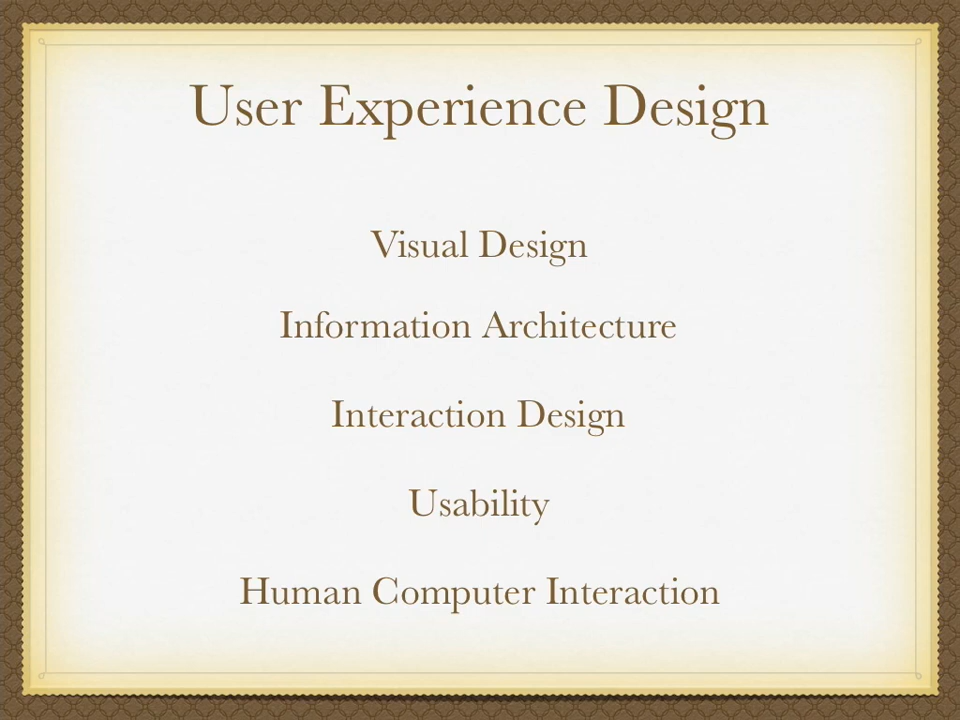 User Experience Design
Visual Design
Information Architecture
Interaction Design
Usability
Human Computer Interaction